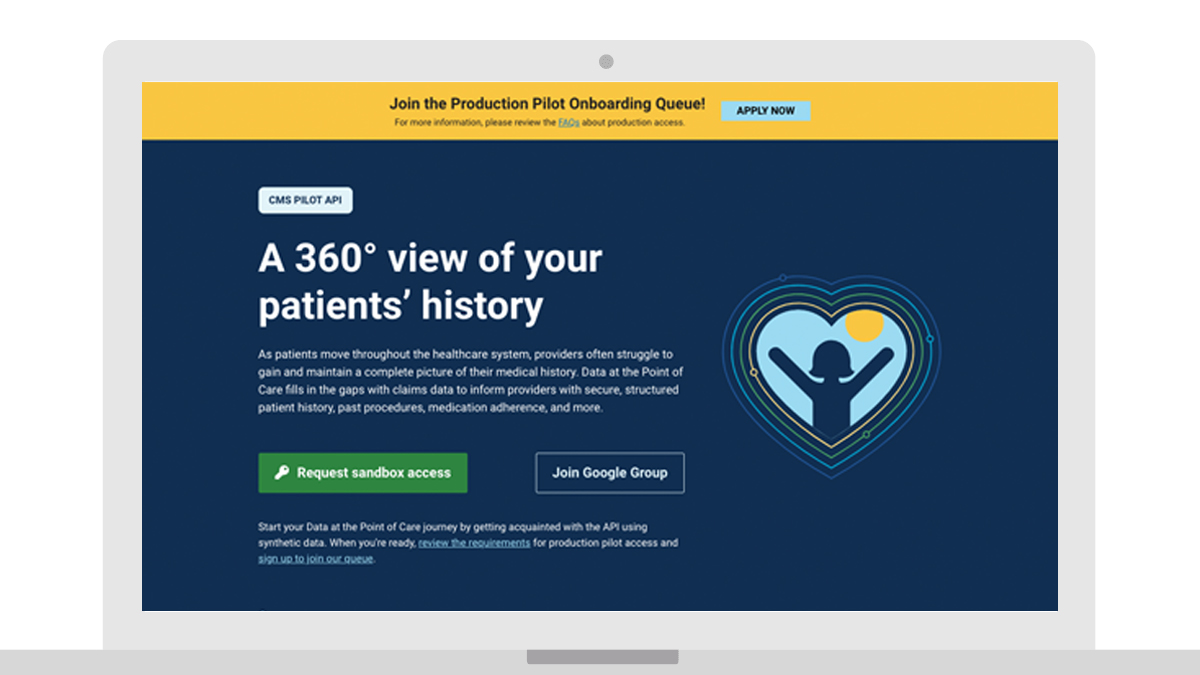 Join the Production Pilot Onboarding Queue!
For more information, please review the FAQs about production access.
APPLY NOW
CMS PILOT API
A 360° view of your
patients’ history
As patients move throughout the healthcare system, providers often struggle to
gain and maintain a complete picture of their medical history. Data at the Point of
Care fills in the gaps with claims data to inform providers with secure, structured
patient history, past procedures, medication adherence, and more.
Request sandbox access
Join Google Group
Start your Data at the Point of Care journey by getting acquainted with the API using
synthetic data. When you're ready, review the requirements for production pilot access and
sign up to join our queue.